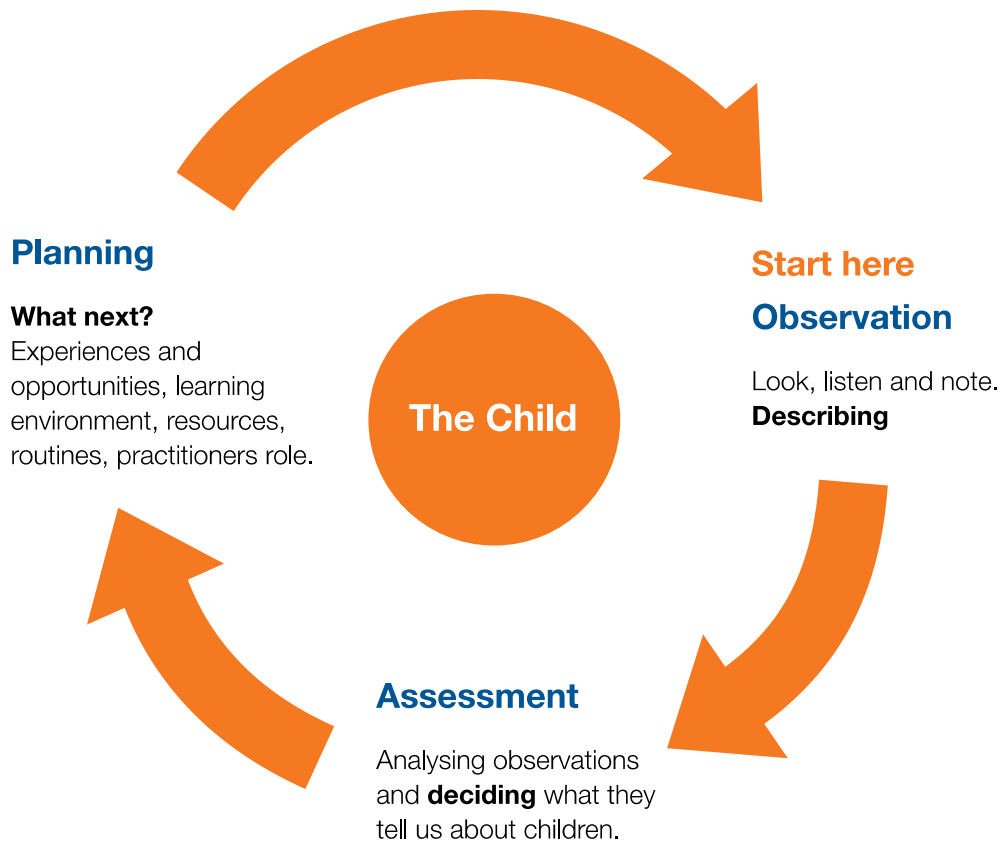 Start here
Observation
Look, listen and note.
Describing
Assessment
Analysing observations
and deciding what they
tell us about children.
Planning
What next?
Experiences and
opportunities, learning
environment, resources,
routines, practitioners role.
The Child